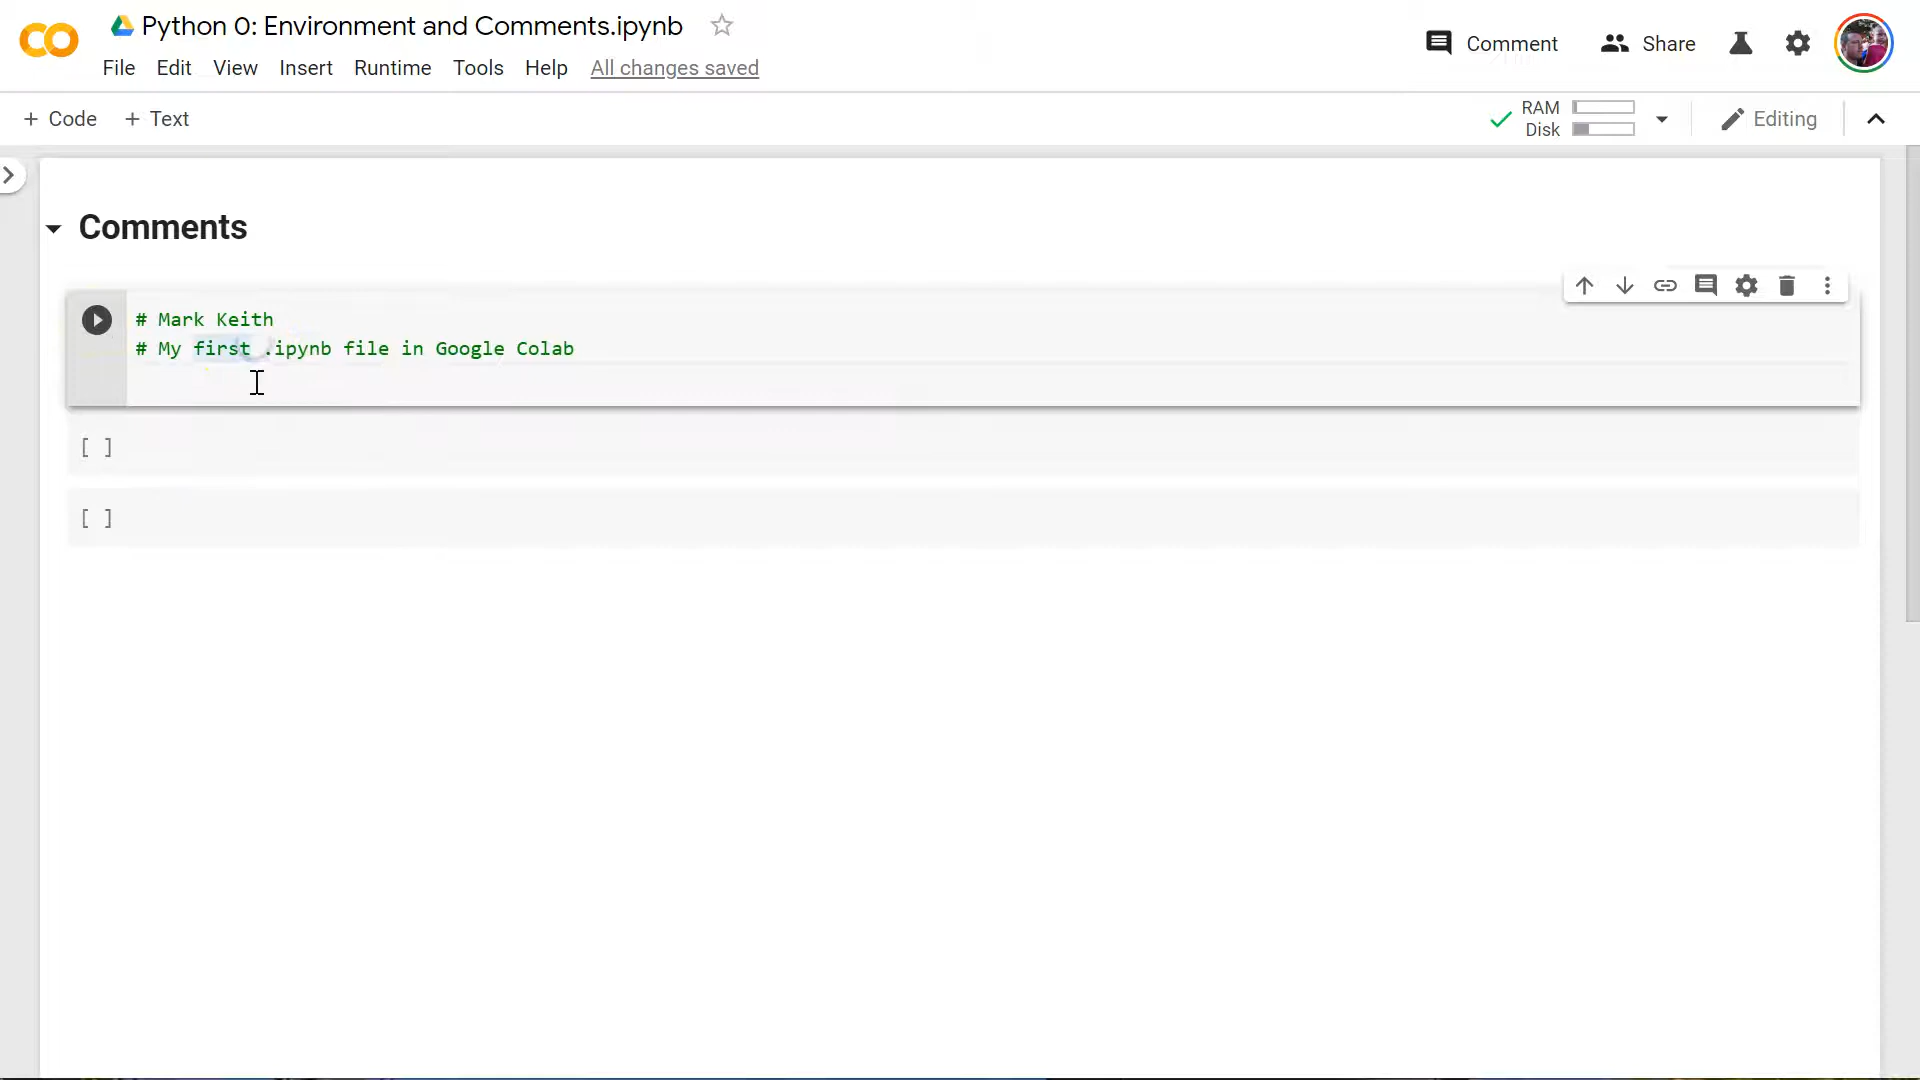 Python 0: Environment and Comments.ipynb
Comment
Share
File Edit View Insert Runtime Tools Help All changes saved
+ Code + Text
RAM
Disk
Editing
Comments
# Mark Keith
# My first .ipynb file in Google Colab
[ ]
[ ]